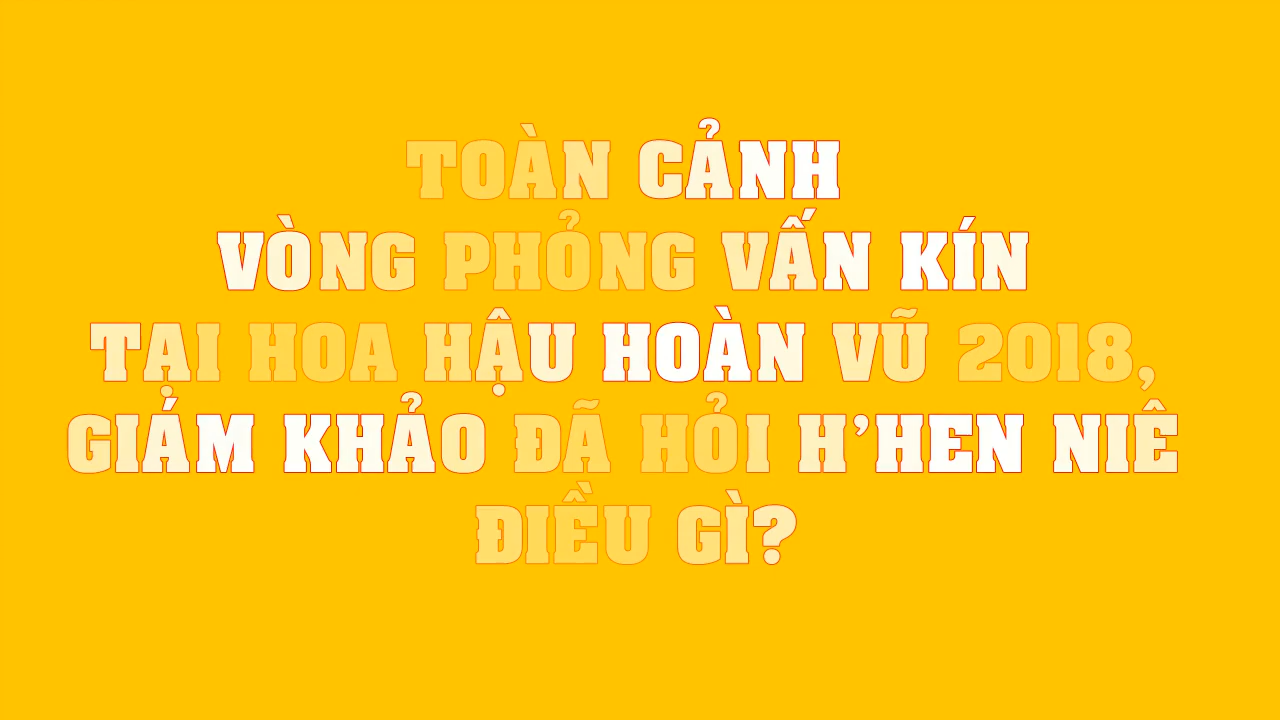 TOÀN CẢNH
VÒNG PHỎNG VẤN KÍN
TẠI HOA HẬU HOÀN VŨ 2018,
GIÁM KHẢO ĐÃ HỎI H'HEN NIÊ
ĐIỀU GÌ?